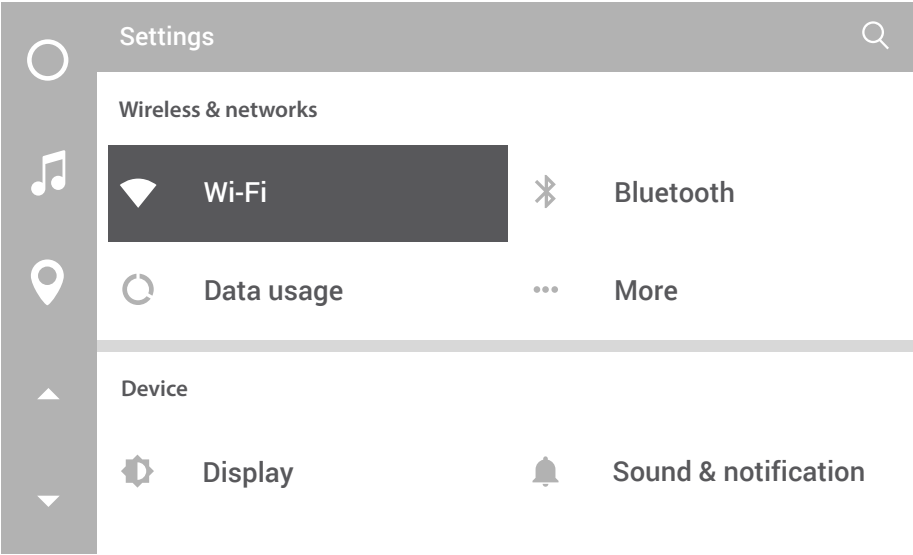 Settings
Wireless & networks
Wi-Fi
Bluetooth
Data usage
More
Device
Display
Sound & notification